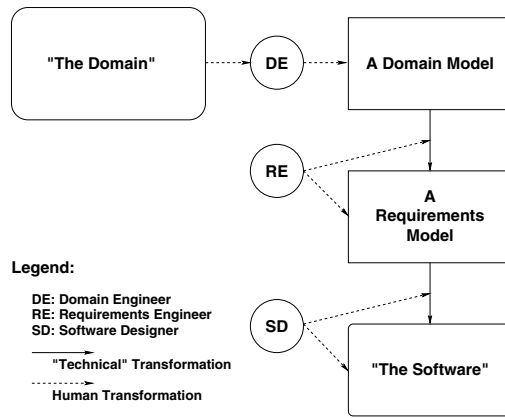 "The Domain"
DE
A Domain Model
RE
A
Requirements
Model
Legend:
DE: Domain Engineer
RE: Requirements Engineer
SD: Software Designer
"Technical" Transformation
Human Transformation
SD
"The Software"